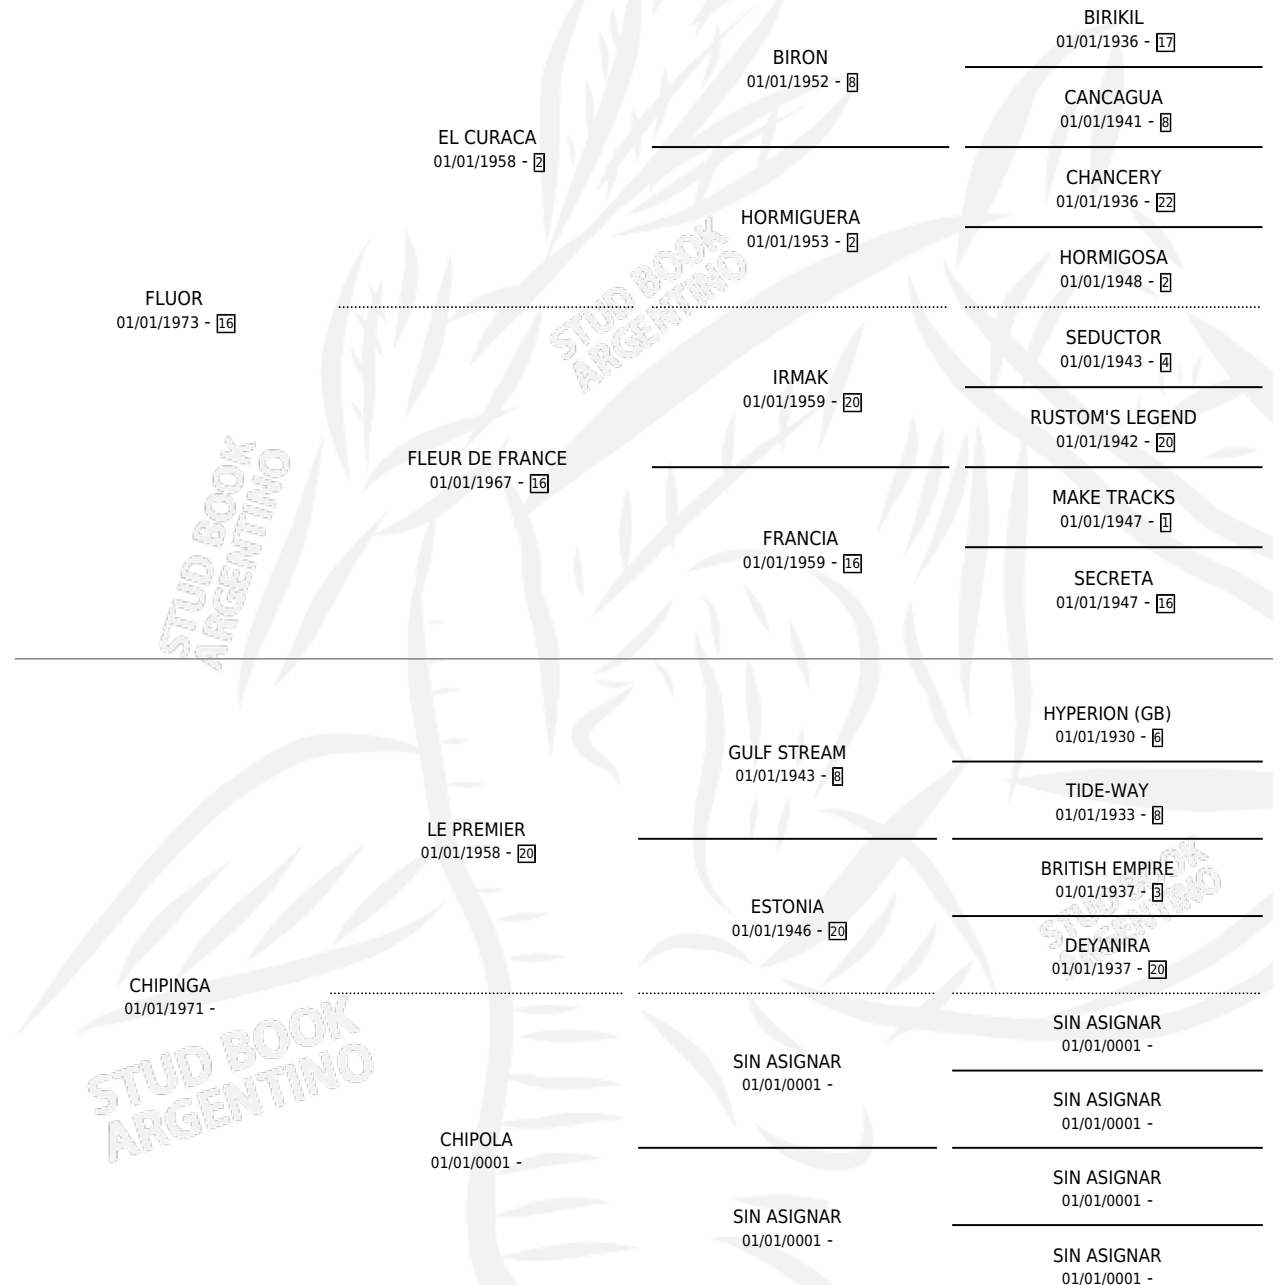 BIRIKIL
01/01/1936 - 17
BIRON
01/01/1952 - 8
CANCAGUA
01/01/1941 - 8
EL CURACA
01/01/1958 - 2
CHANCERY
01/01/1936 - 22
HORMIGUERA
01/01/1953 - 2
HORMIGOSA
01/01/1948 - 2
FLUOR
01/01/1973 - 16
SEDUCTOR
01/01/1943 - 4
IRMAK
01/01/1959 - 20
RUSTOM'S LEGEND
01/01/1942 - 20
FLEUR DE FRANCE
01/01/1967 - 16
MAKE TRACKS
01/01/1947 - 1
FRANCIA
01/01/1959 - 16
SECRETA
01/01/1947 - 16
STUD BOOK
ARGENTINO
STUD BOOK
ARGENTINO
HYPERION (GB)
01/01/1930 - 6
GULF STREAM
01/01/1943 - 8
TIDE-WAY
01/01/1933 - 8
LE PREMIER
01/01/1958 - 20
BRITISH EMPIRE
01/01/1937 - 3
ESTONIA
01/01/1946 - 20
DEYANIRA
01/01/1937 - 20
CHIPINGA
01/01/1971 -
SIN ASIGNAR
01/01/0001 -
SIN ASIGNAR
01/01/0001 -
SIN ASIGNAR
01/01/0001 -
CHIPOLA
01/01/0001 -
SIN ASIGNAR
01/01/0001 -
SIN ASIGNAR
01/01/0001 -
SIN ASIGNAR
01/01/0001 -
STUD BOOK
ARGENTINO
STUD BOOK
ARGENTINO